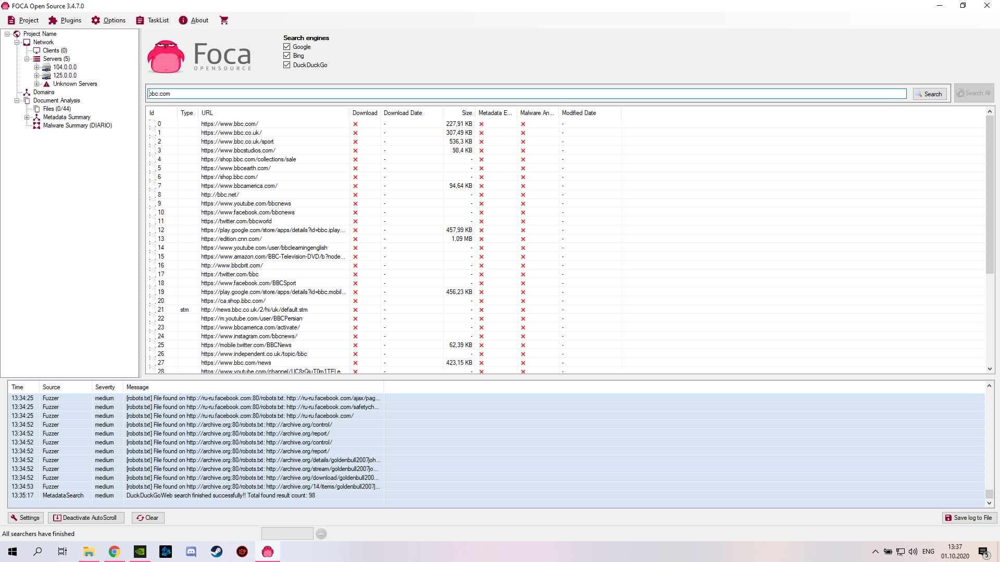 FOCA Open Source 3.4.7.0
Project Plugins Options TaskList About
Project Name
Network
Clients (0)
Servers (5)
104.0.0.0
125.0.0.0
Unknown Servers
Domains
Document Analysis
Files (0/44)
Metadata Summary
Malware Summary (DIARIO)
Foca
OPENSOURCE
Search engines
Google
Bing
DuckDuckGo
bbc.com Search Search All
Id Type URL Download Download Date Size Metadata E... Malware An... Modified Date
0 https://www.bbc.com/ - 227,91 KB -
1 https://www.bbc.co.uk/ - 307,49 KB -
2 https://www.bbc.co.uk/sport - 536,3 KB -
3 https://www.bbcstudios.com/ - 98,4 KB -
4 https://shop.bbc.com/collections/sale - - -
5 https://www.bbcearth.com/ - - -
6 https://shop.bbc.com/ - - -
7 https://www.bbcamerica.com/ - 94,64 KB -
8 http://bbc.net/ - - -
9 https://www.youtube.com/bbcnews - - -
10 https://www.facebook.com/bbcnews - - -
11 https://twitter.com/bbcworld - - -
12 https://play.google.com/store/apps/details?id=bbc.iplay... - 457,99 KB -
13 https://edition.cnn.com/ - 1,09 MB -
14 https://www.youtube.com/user/bbclearningenglish - - -
15 https://www.amazon.com/BBC-Television-DVD/b?node... - - -
16 http://www.bbcbrit.com/ - - -
17 https://twitter.com/bbc - - -
18 https://www.facebook.com/BBCSport - - -
19 https://play.google.com/store/apps/details?id=bbc.mobil... - 456,23 KB -
20 https://ca.shop.bbc.com/ - - -
21 stm http://news.bbc.co.uk/2/hi/uk/default.stm - - -
22 https://m.youtube.com/user/BBCPersian - - -
23 https://www.bbcamerica.com/activate/ - - -
24 https://www.instagram.com/bbcnews/ - - -
25 https://mobile.twitter.com/BBCNews - 62,39 KB -
26 https://www.independent.co.uk/topic/bbc - - -
27 https://www.bbc.com/news - 423,15 KB -
28 - - -
Time Source Severity Message
13:34:25 Fuzzer medium [robots.txt] File found on http://ru-ru.facebook.com:80/robots.txt: http://ru-ru.facebook.com/ajax/pag...
13:34:25 Fuzzer medium [robots.txt] File found on http://ru-ru.facebook.com:80/robots.txt: http://ru-ru.facebook.com/safetych...
13:34:25 Fuzzer medium [robots.txt] File found on http://ru-ru.facebook.com:80/robots.txt: http://ru-ru.facebook.com/
13:34:52 Fuzzer medium [robots.txt] File found on http://archive.org:80/robots.txt: http://archive.org/control/
13:34:52 Fuzzer medium [robots.txt] File found on http://archive.org:80/robots.txt: http://archive.org/report/
13:34:52 Fuzzer medium [robots.txt] File found on http://archive.org:80/robots.txt: http://archive.org/control/
13:34:52 Fuzzer medium [robots.txt] File found on http://archive.org:80/robots.txt: http://archive.org/report/
13:34:52 Fuzzer medium [robots.txt] File found on http://archive.org:80/robots.txt: http://archive.org/details/goldenbull2007joh...
13:34:52 Fuzzer medium [robots.txt] File found on http://archive.org:80/robots.txt: http://archive.org/stream/goldenbull2007jo...
13:34:52 Fuzzer medium [robots.txt] File found on http://archive.org:80/robots.txt: http://archive.org/download/goldenbull200...
13:34:53 Fuzzer medium [robots.txt] File found on http://archive.org:80/robots.txt: http://archive.org/14/items/goldenbull2007j...
13:35:17 MetadataSearch medium DuckDuckGoWeb search finished successfully!! Total found result count: 98
Settings Deactivate AutoScroll Clear Save log to File
All searchers have finished
ENG 13:37
01.10.2020 5